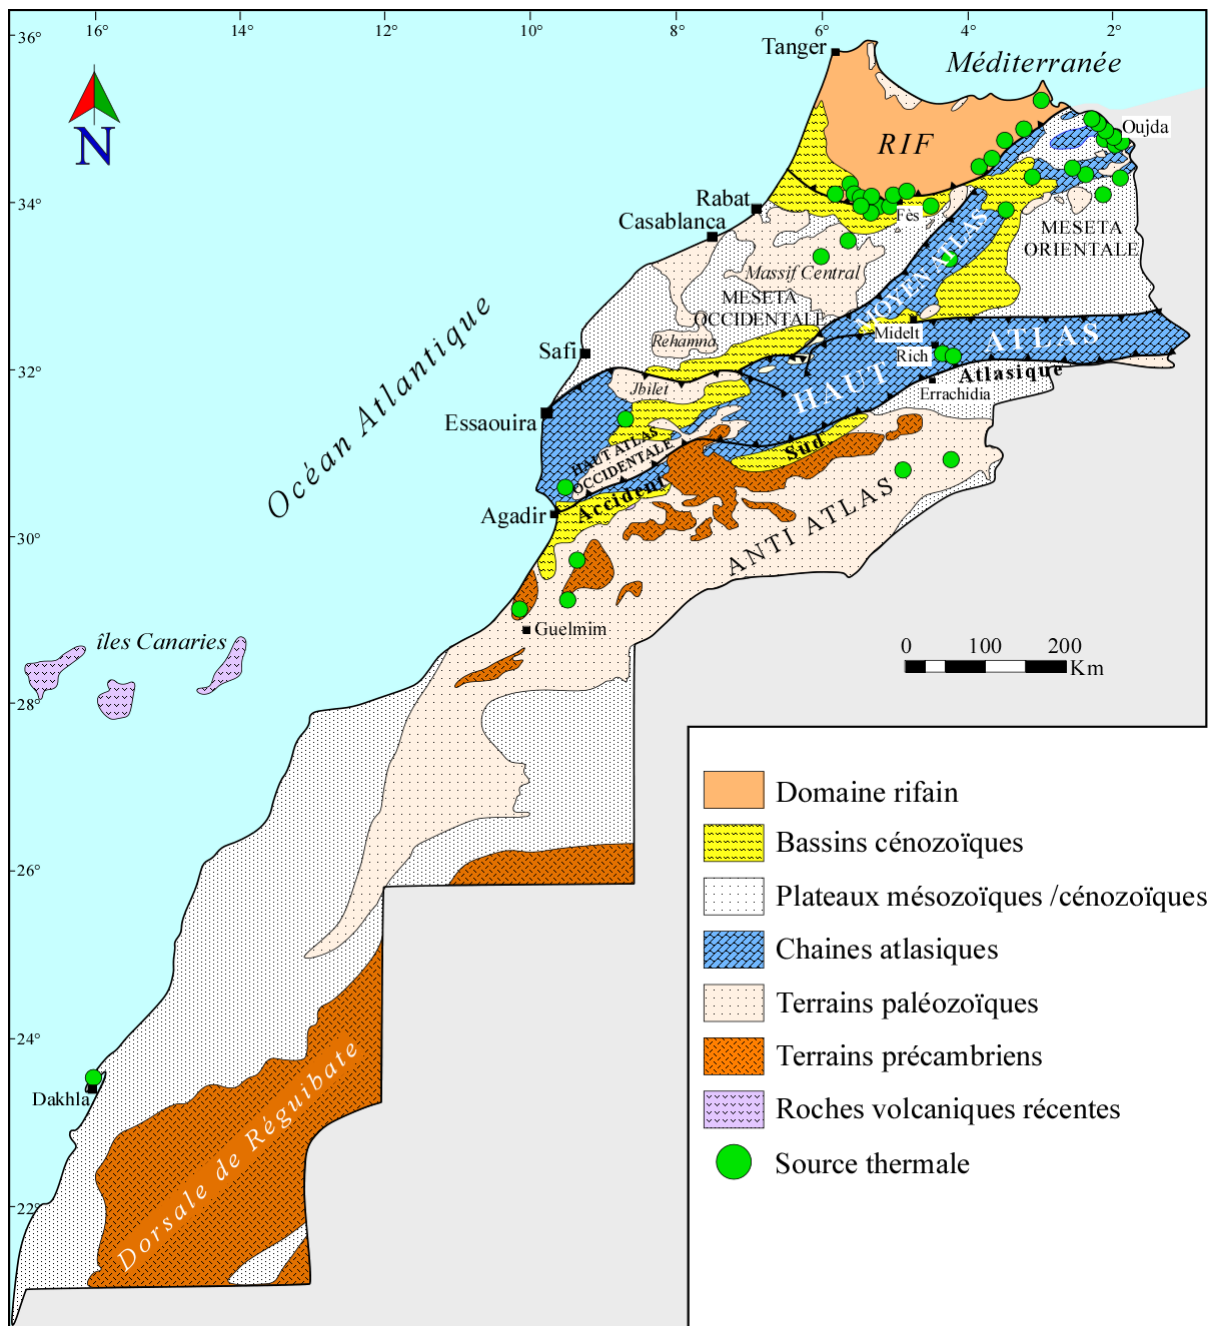 16°
14°
12°
10°
8°
6°
4°
2°
36°
34°
32°
30°
28°
26°
24°
22°
N
Tanger
Méditerranée
RIF
Oujda
Rabat
Casablanca
Fès
MESETA
ORIENTALE
MOYEN ATLAS
Massif Central
MESETA
OCCIDENTALE
Océan Atlantique
Rehamna
Midelt
Safi
Rich
HAUT ATLAS
Jbilet
Errachidia
Essaouira
HAUT ATLAS
OCCIDENTALE
Accident Sud Atlasique
Agadir
ANTI ATLAS
Guelmim
îles Canaries
0 100 200
Km
Dakhla
Dorsale de Réguibate
Domaine rifain
Bassins cénozoïques
Plateaux mésozoïques /cénozoïques
Chaines atlasiques
Terrains paléozoïques
Terrains précambriens
Roches volcaniques récentes
Source thermale